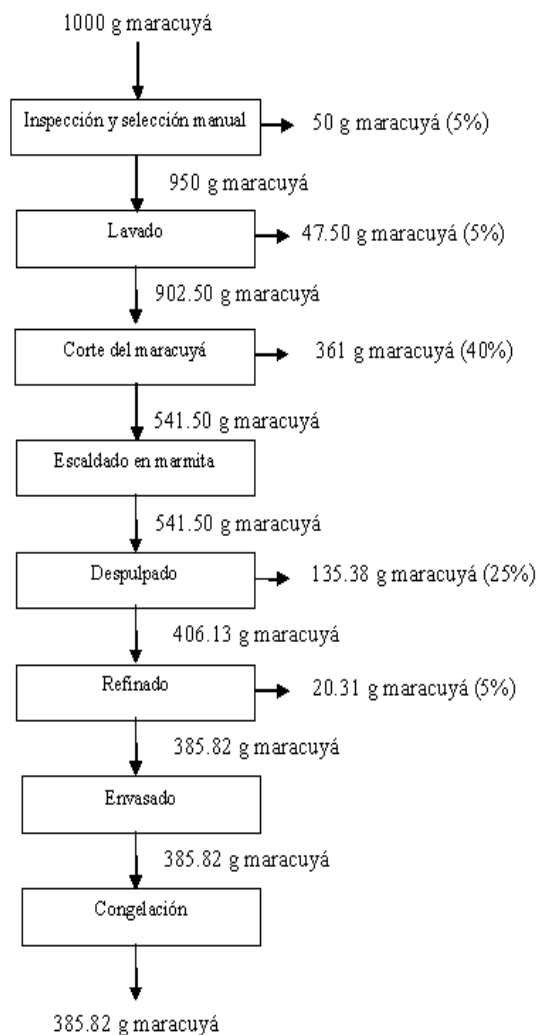 1000 g maracuyá
Inspección y selección manual
50 g maracuyá (5%)
950 g maracuyá
Lavado
47.50 g maracuyá (5%)
902.50 g maracuyá
Corte del maracuyá
361 g maracuyá (40%)
541.50 g maracuyá
Escaldado en marmita
541.50 g maracuyá
Despulpado
135.38 g maracuyá (25%)
406.13 g maracuyá
Refinado
20.31 g maracuyá (5%)
385.82 g maracuyá
Envasado
385.82 g maracuyá
Congelación
385.82 g maracuyá